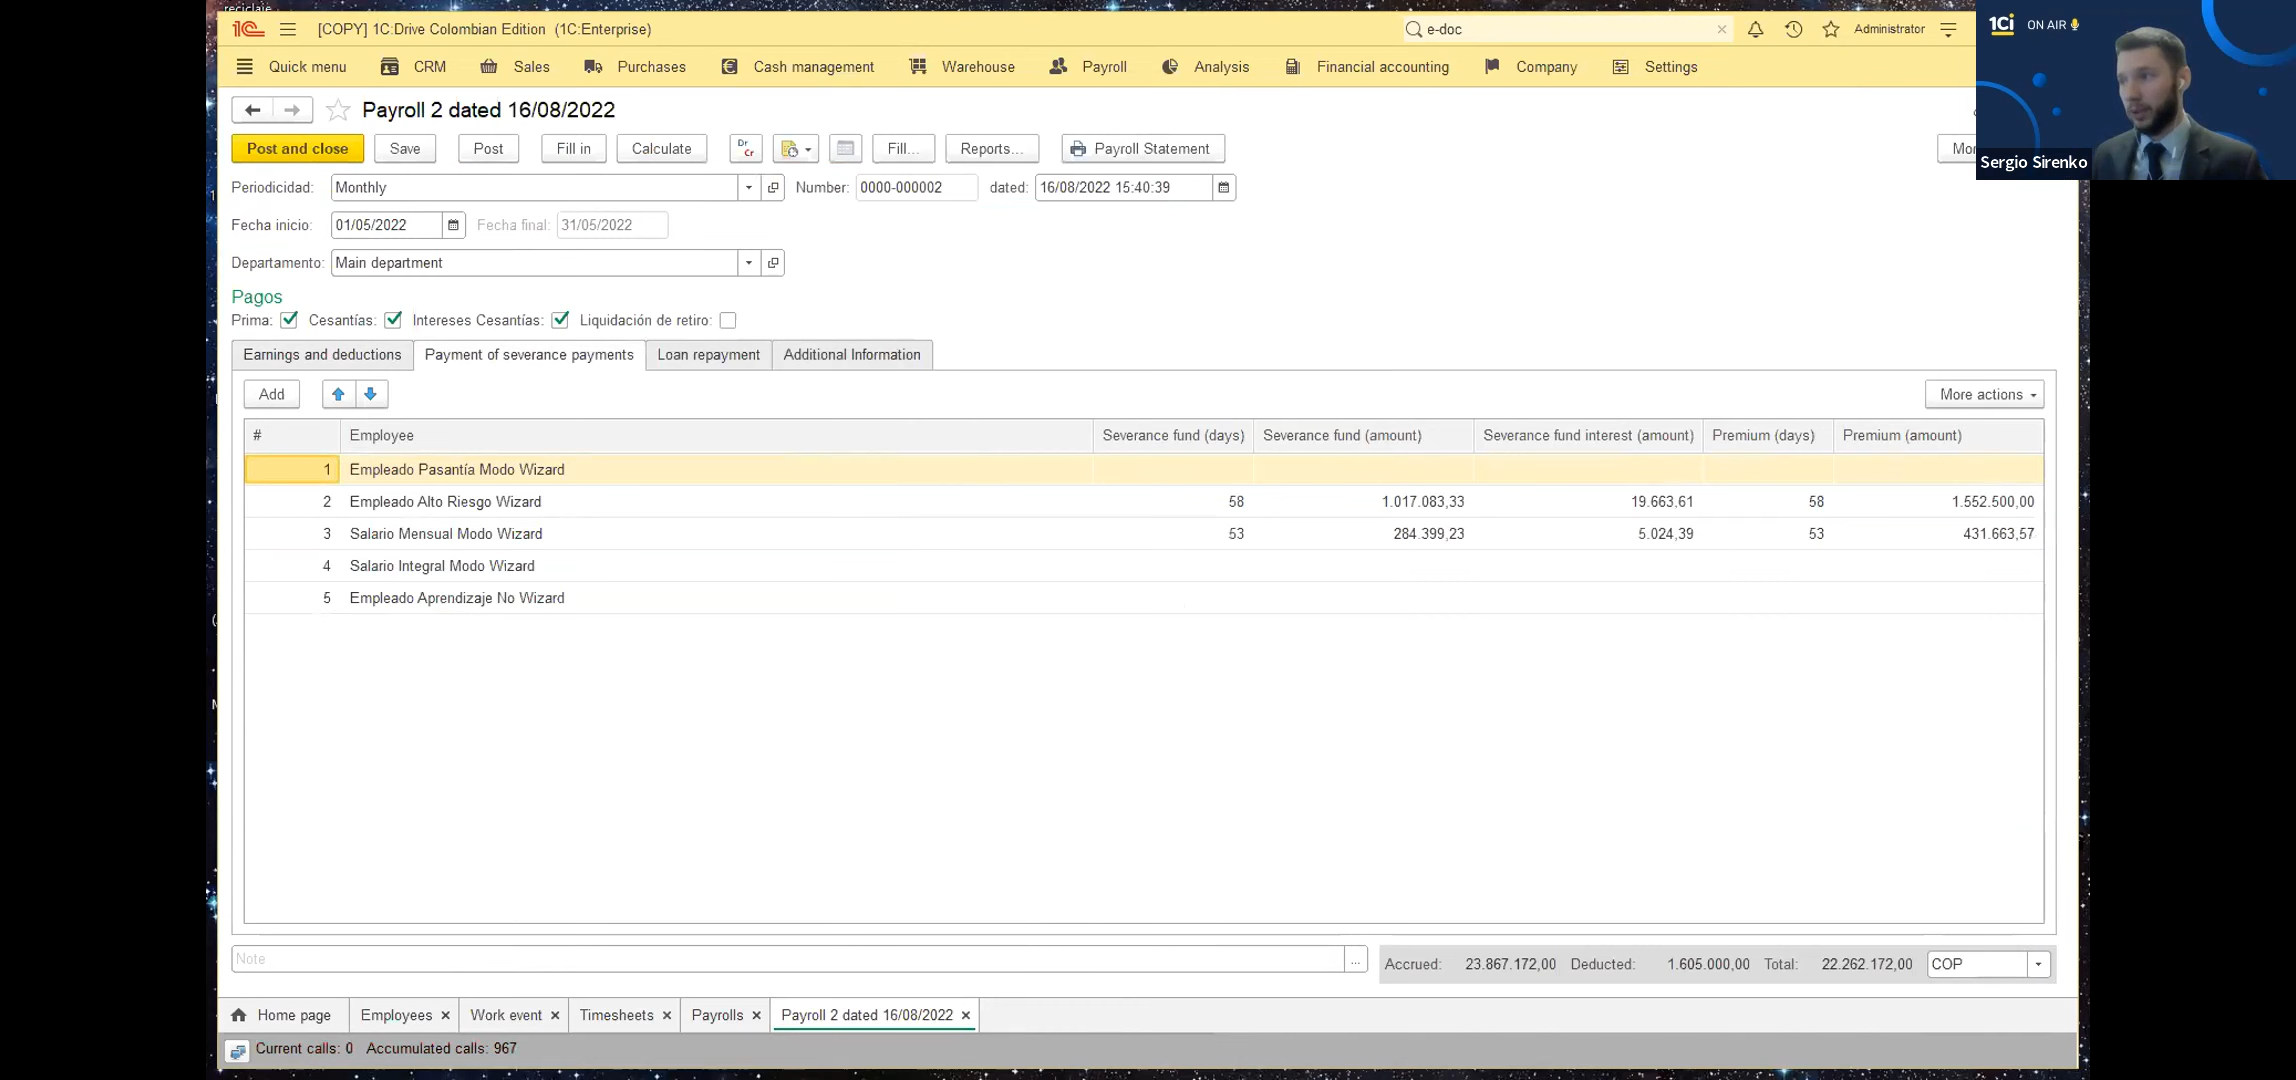 reciclaje
[COPY] 1C:Drive Colombian Edition (1C:Enterprise)
e-doc
Administrator
1Ci ON AIR
Sergio Sirenko
Quick menu CRM Sales Purchases Cash management Warehouse Payroll Analysis Financial accounting Company Settings
Payroll 2 dated 16/08/2022
Post and close Save Post Fill in Calculate Dr Cr Fill... Reports... Payroll Statement
Periodicidad: Monthly Number: 0000-000002 dated: 16/08/2022 15:40:39
Fecha inicio: 01/05/2022 Fecha final: 31/05/2022
Departamento: Main department
Pagos
Prima: Cesantías: Intereses Cesantías: Liquidación de retiro:
Earnings and deductions Payment of severance payments Loan repayment Additional Information
Add More actions
# Employee Severance fund (days) Severance fund (amount) Severance fund interest (amount) Premium (days) Premium (amount)
1 Empleado Pasantía Modo Wizard
2 Empleado Alto Riesgo Wizard 58 1.017.083,33 19.663,61 58 1.552.500,00
3 Salario Mensual Modo Wizard 53 284.399,23 5.024,39 53 431.663,57
4 Salario Integral Modo Wizard
5 Empleado Aprendizaje No Wizard
Note ... Accrued: 23.867.172,00 Deducted: 1.605.000,00 Total: 22.262.172,00 COP
Home page Employees Work event Timesheets Payrolls Payroll 2 dated 16/08/2022
Current calls: 0 Accumulated calls: 967